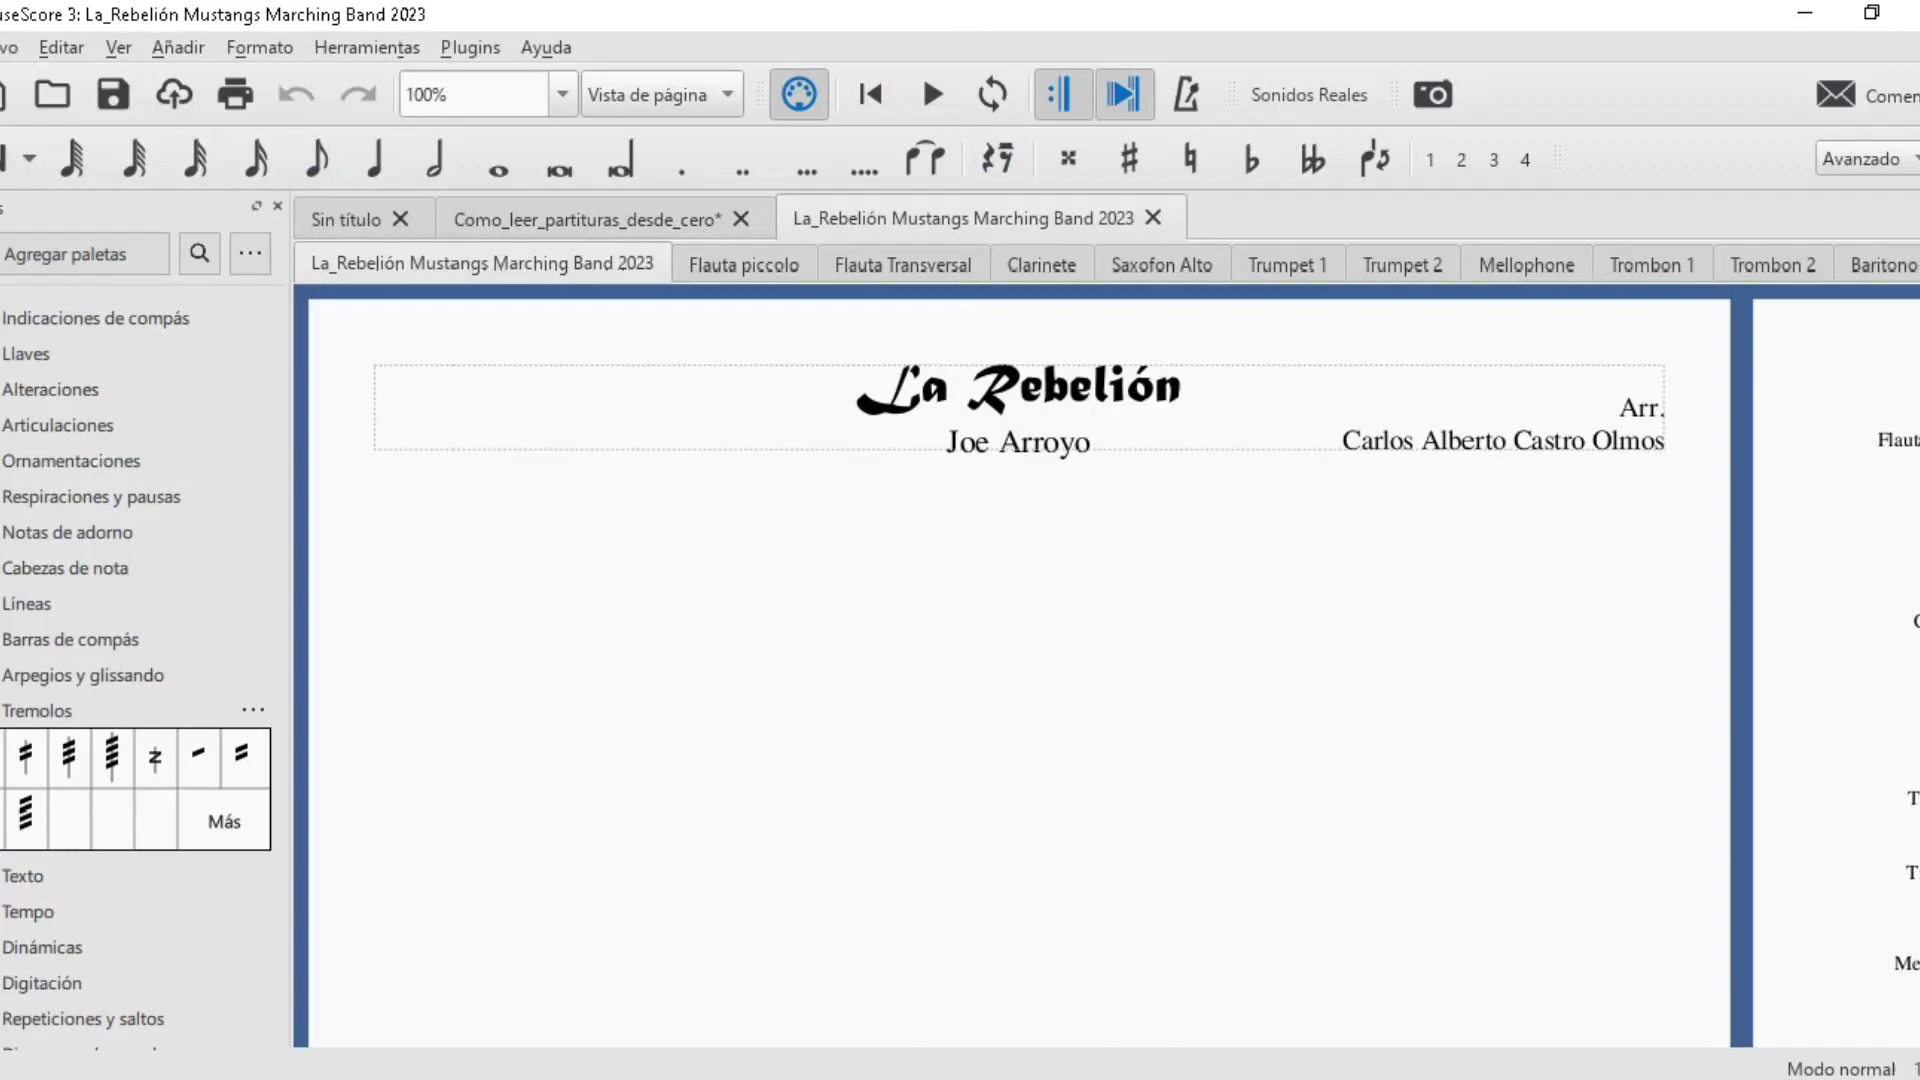 useScore 3: La_Rebelión Mustangs Marching Band 2023
vo Editar Ver Añadir Formato Herramientas Plugins Ayuda
100% Vista de página Sonidos Reales Comen
1 2 3 4 Avanzado
s
Sin título Como_leer_partituras_desde_cero* La_Rebelión Mustangs Marching Band 2023
Agregar paletas ...
La_Rebelión Mustangs Marching Band 2023 Flauta piccolo Flauta Transversal Clarinete Saxofon Alto Trumpet 1 Trumpet 2 Mellophone Trombon 1 Trombon 2 Baritono
Indicaciones de compás
Llaves
Alteraciones
Articulaciones
Ornamentaciones
Respiraciones y pausas
Notas de adorno
Cabezas de nota
Líneas
Barras de compás
Arpegios y glissando
Tremolos ...
Más
Texto
Tempo
Dinámicas
Digitación
Repeticiones y saltos
La Rebelión
Arr.
Joe Arroyo Carlos Alberto Castro Olmos
Flaut
T
T
Me
Modo normal 1